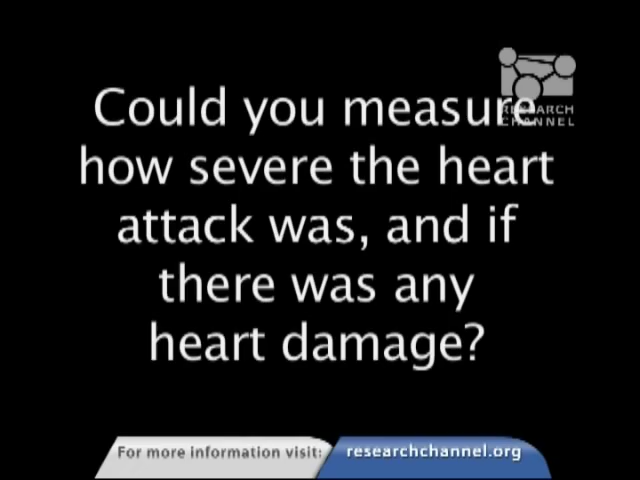 RESEARCH
CHANNEL
Could you measure
how severe the heart
attack was, and if
there was any
heart damage?
For more information visit: researchchannel.org